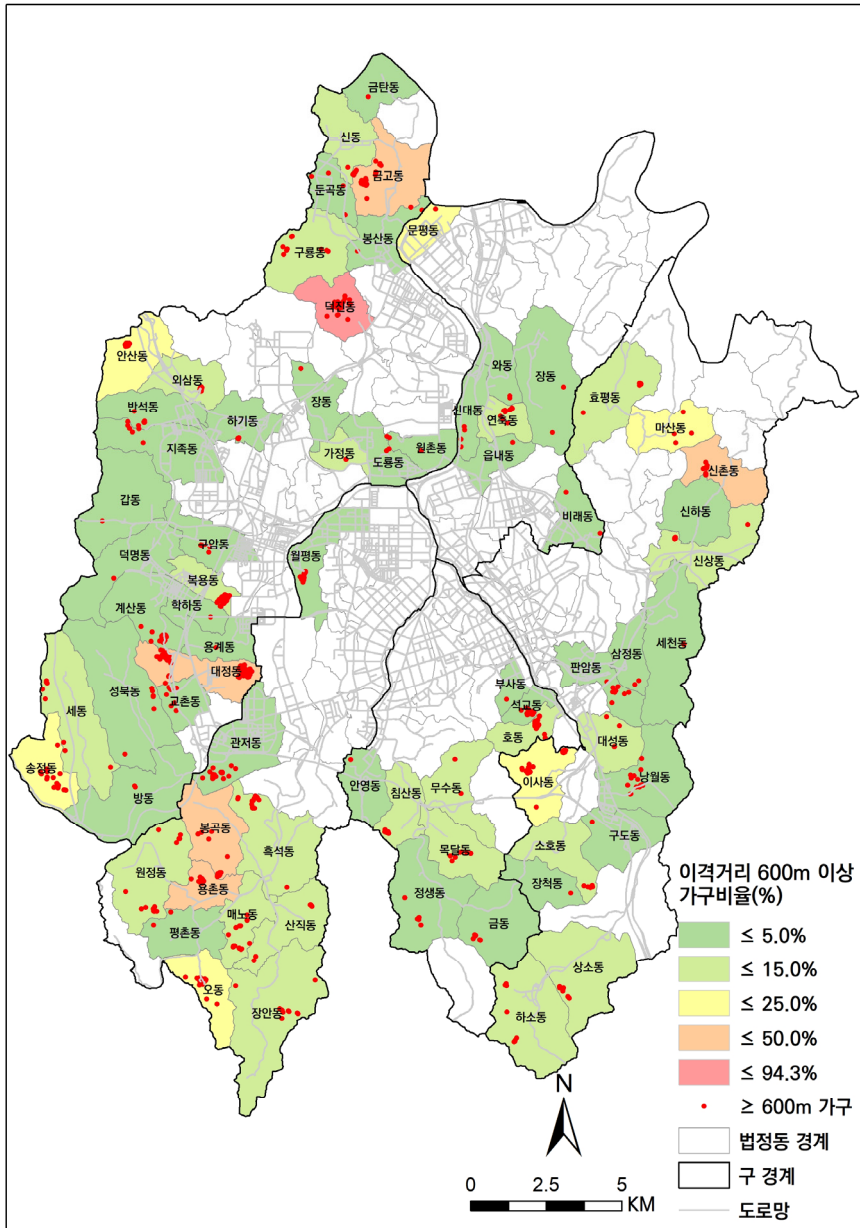 금탄동
신동
금고동
둔곡동
봉산동
문평동
구룡동
덕진동
안산동
외삼동
반석동
하기동
지족동
장동
가정동
도룡동
원촌동
와동
장동
신대동
연축동
읍내동
비래동
효평동
마산동
신촌동
신하동
신상동
갑동
구암동
월평동
덕명동
복용동
계산동
학하동
용계동
대정동
성북동
교촌동
세동
송정동
방동
관저동
세천동
삼정동
판암동
부사동
석교동
호동
대성동
낭월동
이사동
안영동
침산동
무수동
목달동
소호동
구도동
장척동
정생동
금동
상소동
하소동
봉곡동
흑석동
원정동
용촌동
매노동
산직동
평촌동
오동
장안동
이격거리 600m 이상
가구비율(%)
≤ 5.0%
≤ 15.0%
≤ 25.0%
≤ 50.0%
≤ 94.3%
≥ 600m 가구
법정동 경계
구 경계
도로망
N
0 2.5 5
KM